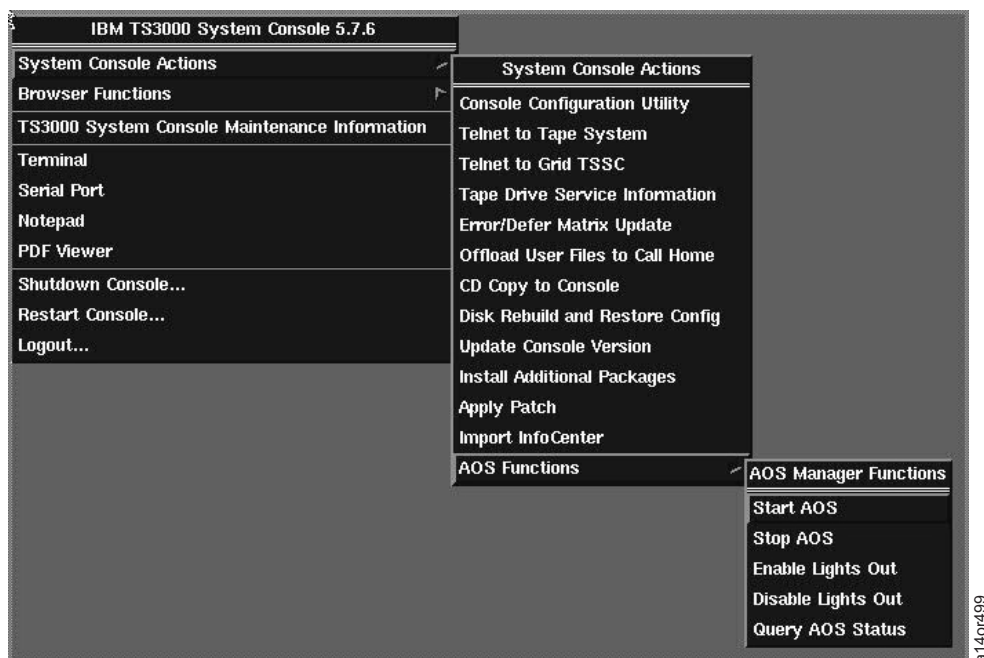 IBM TS3000 System Console 5.7.6
System Console Actions
Browser Functions
TS3000 System Console Maintenance Information
Terminal
Serial Port
Notepad
PDF Viewer
Shutdown Console...
Restart Console...
Logout...
System Console Actions
Console Configuration Utility
Telnet to Tape System
Telnet to Grid TSSC
Tape Drive Service Information
Error/Defer Matrix Update
Offload User Files to Call Home
CD Copy to Console
Disk Rebuild and Restore Config
Update Console Version
Install Additional Packages
Apply Patch
Import InfoCenter
AOS Functions
AOS Manager Functions
Start AOS
Stop AOS
Enable Lights Out
Disable Lights Out
Query AOS Status
a14or499